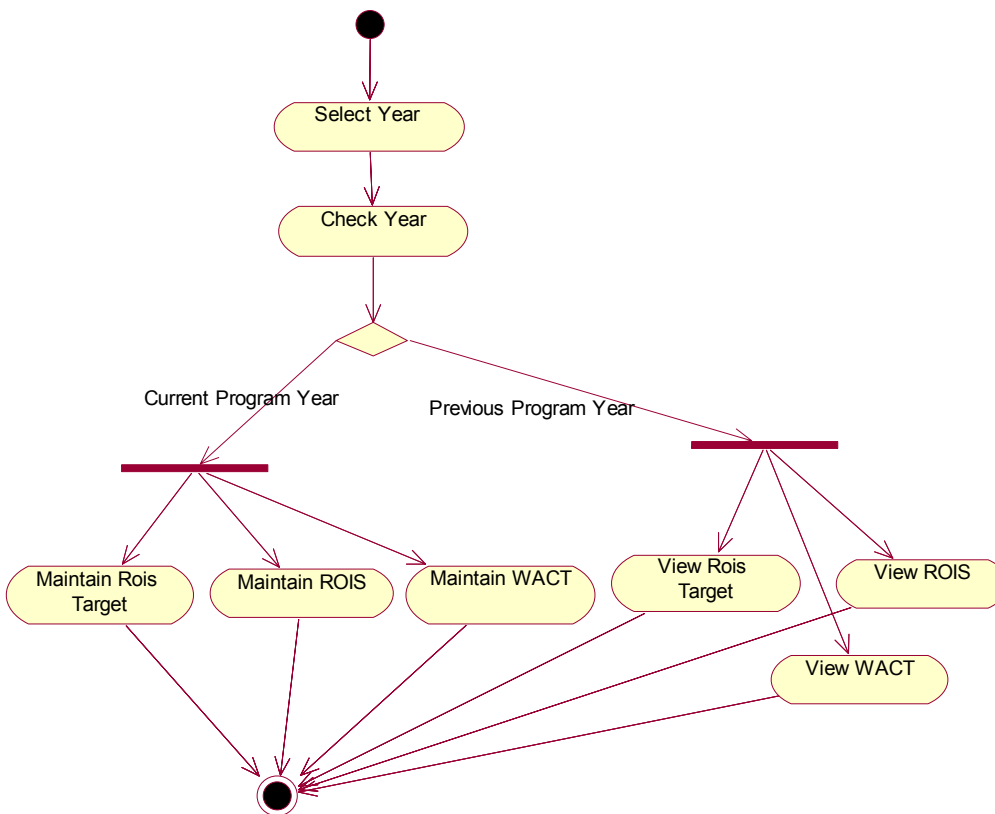 Select Year
Check Year
Current Program Year
Previous Program Year
Maintain Rois
Target
Maintain ROIS
Maintain WACT
View Rois
Target
View ROIS
View WACT